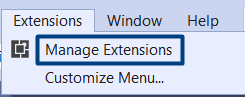 Extensions Window Help
Manage Extensions
Customize Menu...